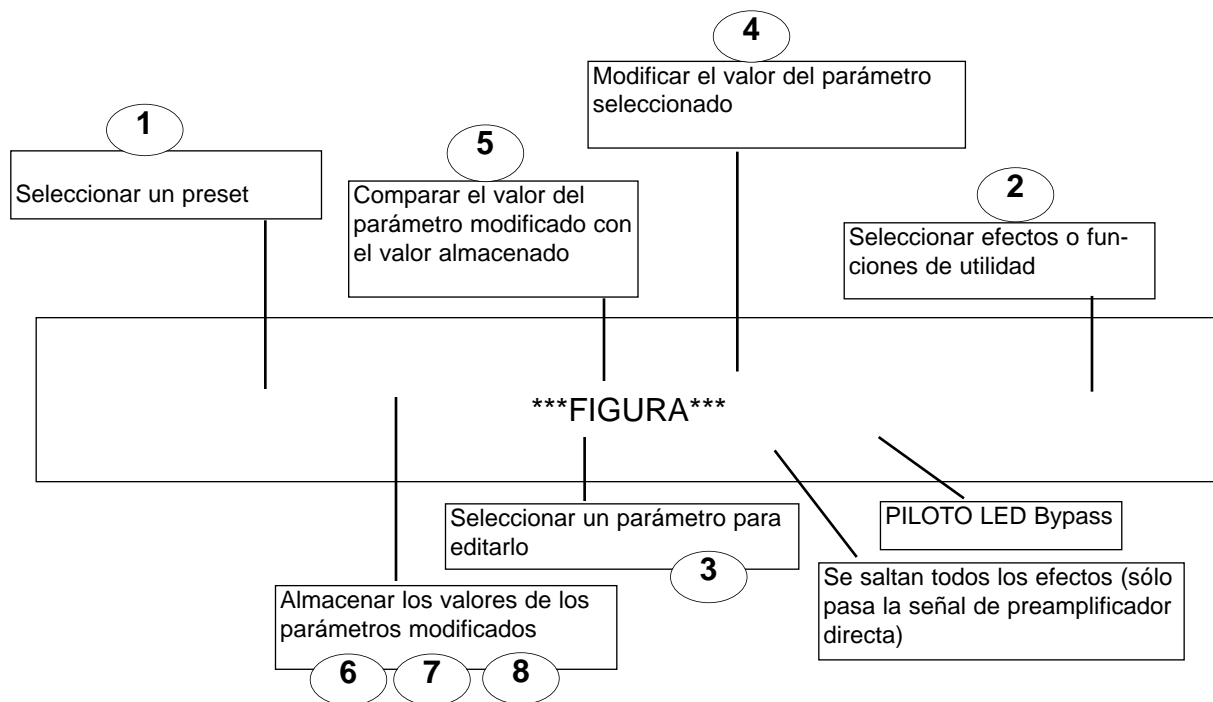 4
Modificar el valor del parámetro
seleccionado
1
Seleccionar un preset
5
Comparar el valor del
parámetro modificado con
el valor almacenado
2
Seleccionar efectos o fun-
ciones de utilidad
***FIGURA***
Seleccionar un parámetro para
editarlo
3
PILOTO LED Bypass
Se saltan todos los efectos (sólo
pasa la señal de preamplificador
directa)
Almacenar los valores de los
parámetros modificados
6 7 8